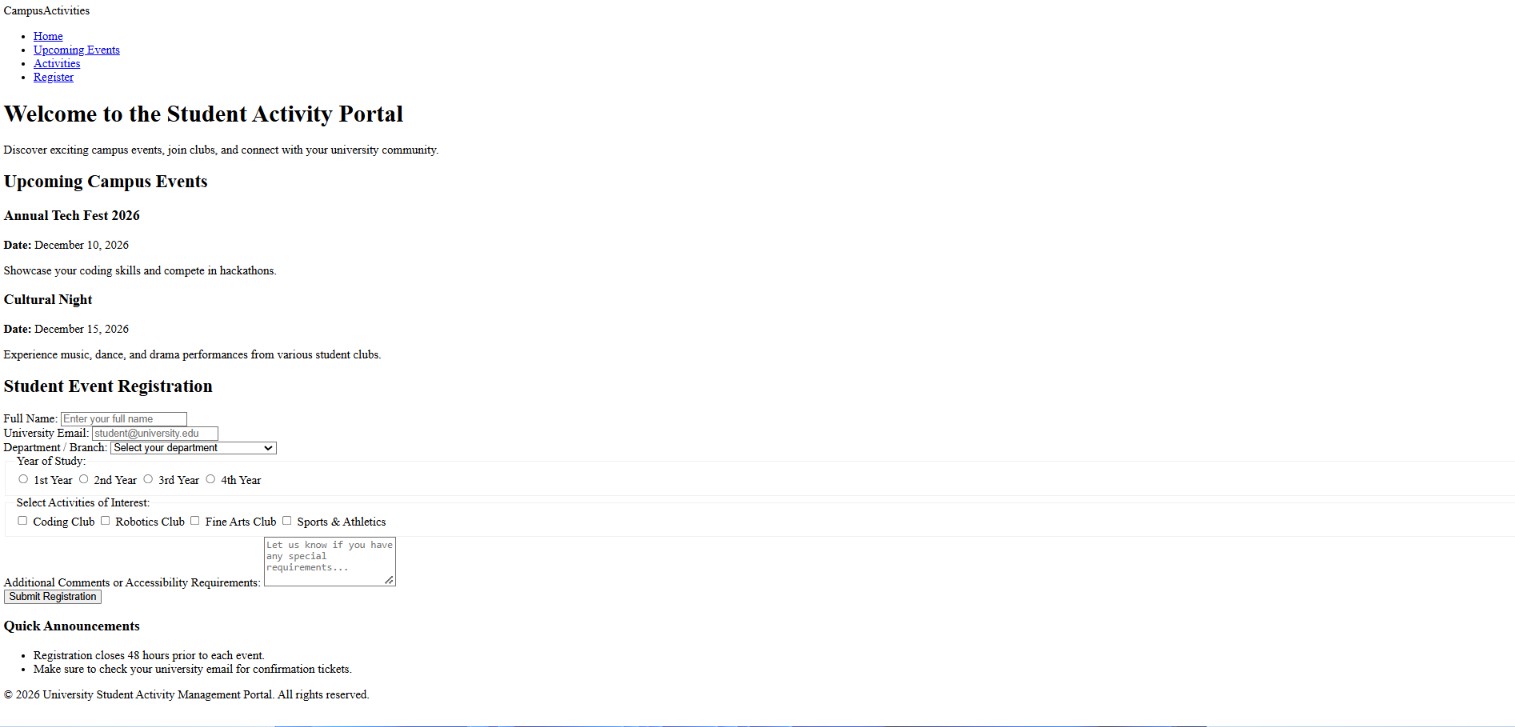 CampusActivities
Home
Upcoming Events
Activities
Register
Welcome to the Student Activity Portal
Discover exciting campus events, join clubs, and connect with your university community.
Upcoming Campus Events
Annual Tech Fest 2026
Date: December 10, 2026
Showcase your coding skills and compete in hackathons.
Cultural Night
Date: December 15, 2026
Experience music, dance, and drama performances from various student clubs.
Student Event Registration
Full Name: Enter your full name
University Email: student@university.edu
Department / Branch: Select your department
Year of Study:
1st Year 2nd Year 3rd Year 4th Year
Select Activities of Interest:
Coding Club Robotics Club Fine Arts Club Sports & Athletics
Let us know if you have
any special
requirements...
Additional Comments or Accessibility Requirements:
Submit Registration
Quick Announcements
Registration closes 48 hours prior to each event.
Make sure to check your university email for confirmation tickets.
© 2026 University Student Activity Management Portal. All rights reserved.